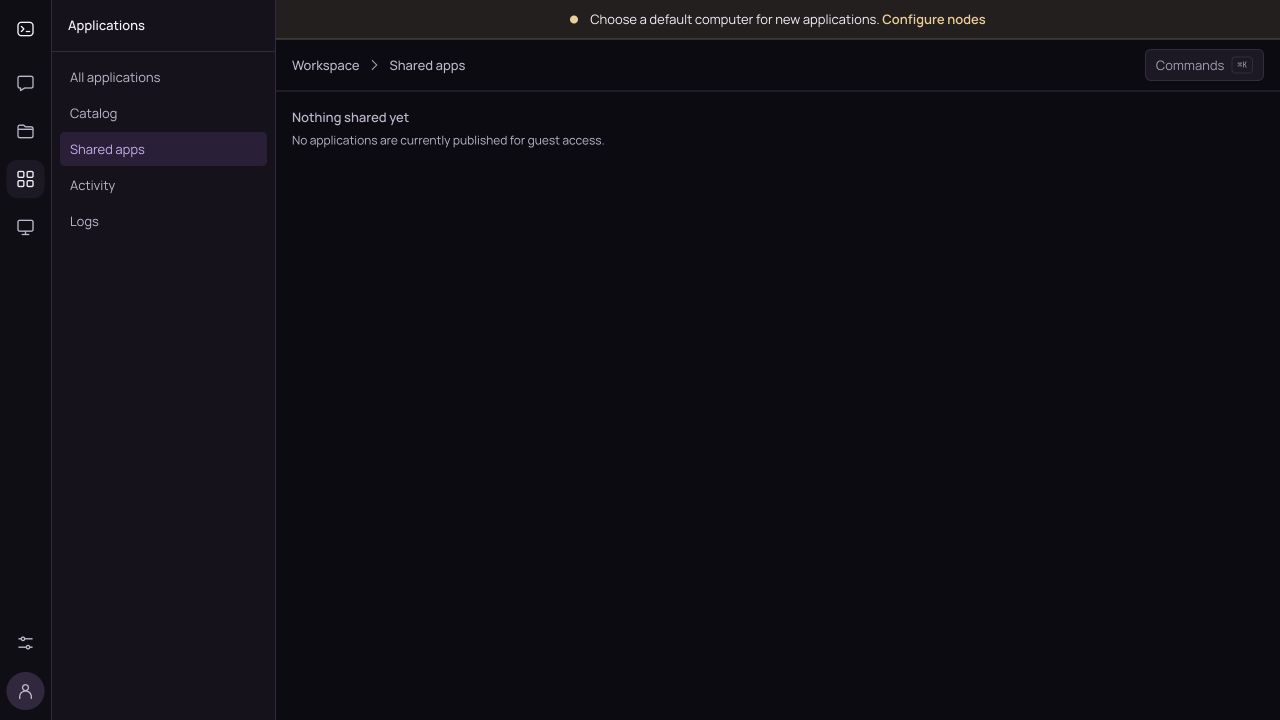 Applications
All applications
Catalog
Shared apps
Activity
Logs
Choose a default computer for new applications. Configure nodes
Workspace > Shared apps
Commands ⌘K
Nothing shared yet
No applications are currently published for guest access.